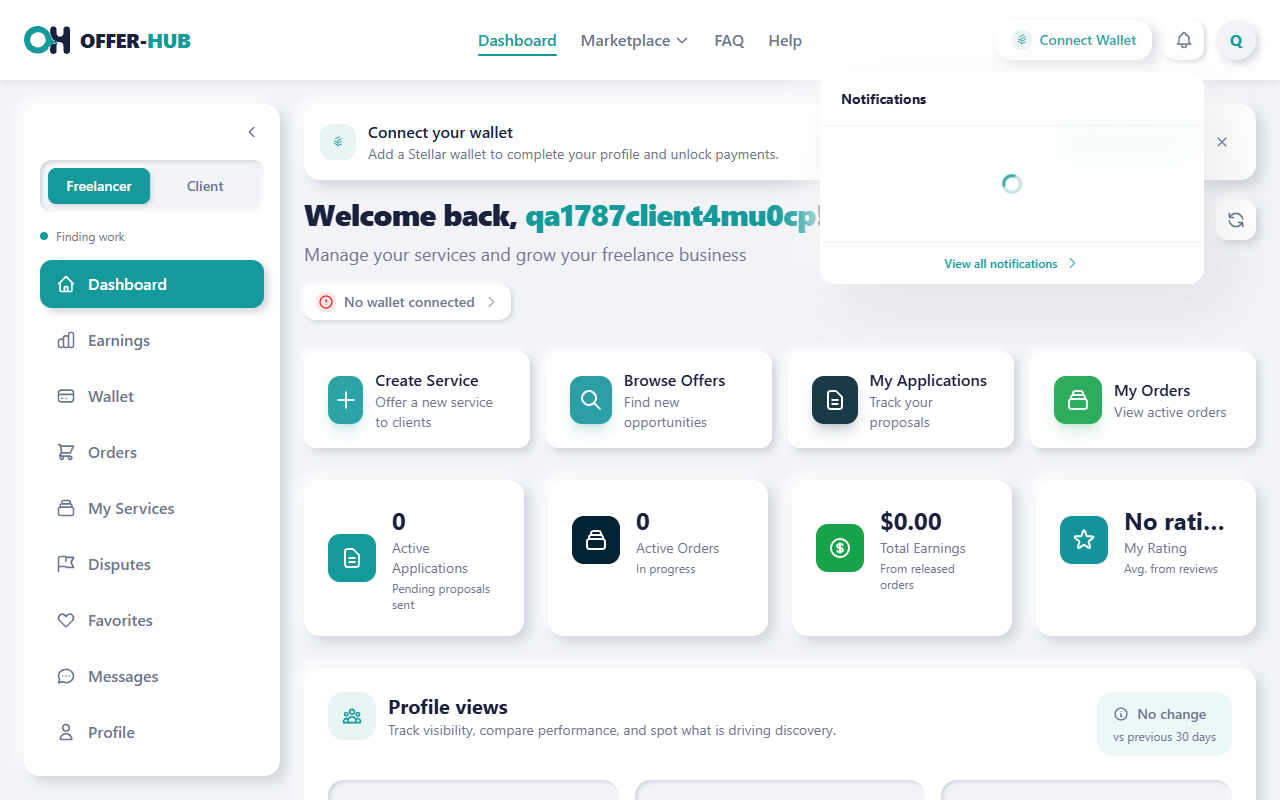 OFFER-HUB
Dashboard
Marketplace
FAQ
Help
Connect Wallet
Q
Notifications
View all notifications
Freelancer
Client
Finding work
Dashboard
Earnings
Wallet
Orders
My Services
Disputes
Favorites
Messages
Profile
Connect your wallet
Add a Stellar wallet to complete your profile and unlock payments.
Welcome back, qa1787client4mu0cp!
Manage your services and grow your freelance business
No wallet connected
Create Service
Offer a new service
to clients
Browse Offers
Find new
opportunities
My Applications
Track your
proposals
My Orders
View active orders
0
Active
Applications
Pending proposals
sent
0
Active Orders
In progress
$0.00
Total Earnings
From released
orders
No rati...
My Rating
Avg. from reviews
Profile views
Track visibility, compare performance, and spot what is driving discovery.
No change
vs previous 30 days